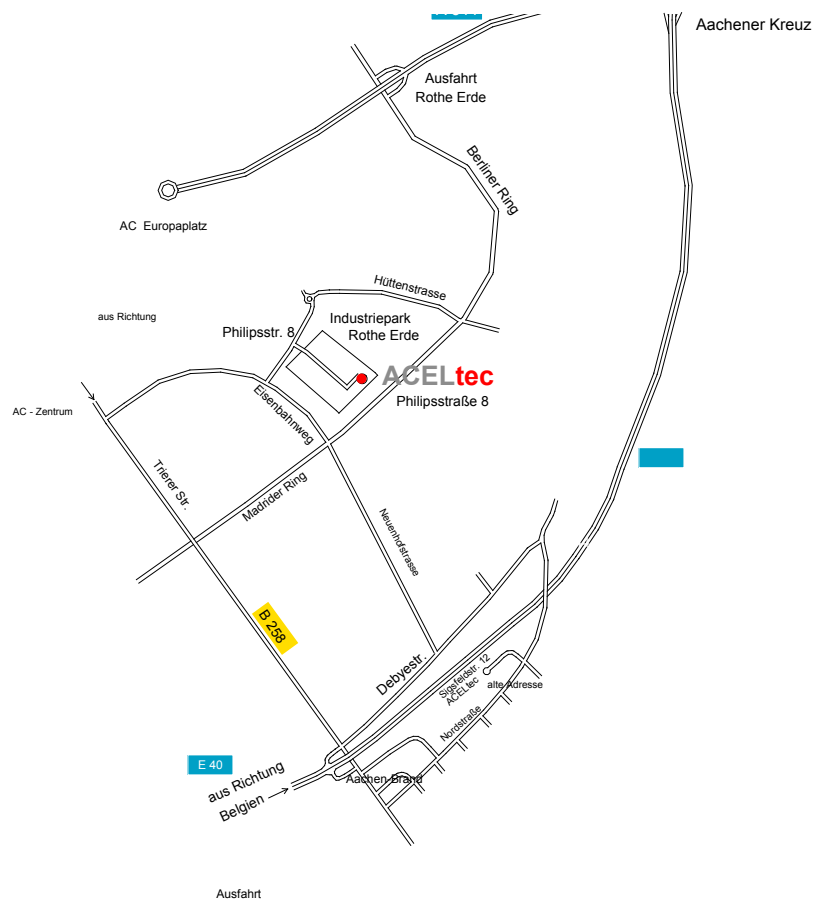 Aachener Kreuz
Ausfahrt
Rothe Erde
Berliner Ring
AC Europaplatz
Hüttenstrasse
aus Richtung
Industriepark
Rothe Erde
Philipsstr. 8
ACELtec
Philipsstraße 8
Eisenbahnweg
AC - Zentrum
Trierer Str.
Madrider Ring
Neuenhofstrasse
B 258
Debyestr.
Sigsfeldstr. 12
ACELtec
alte Adresse
Nordstraße
E 40
aus Richtung
Belgien
Aachen-Brand
Ausfahrt